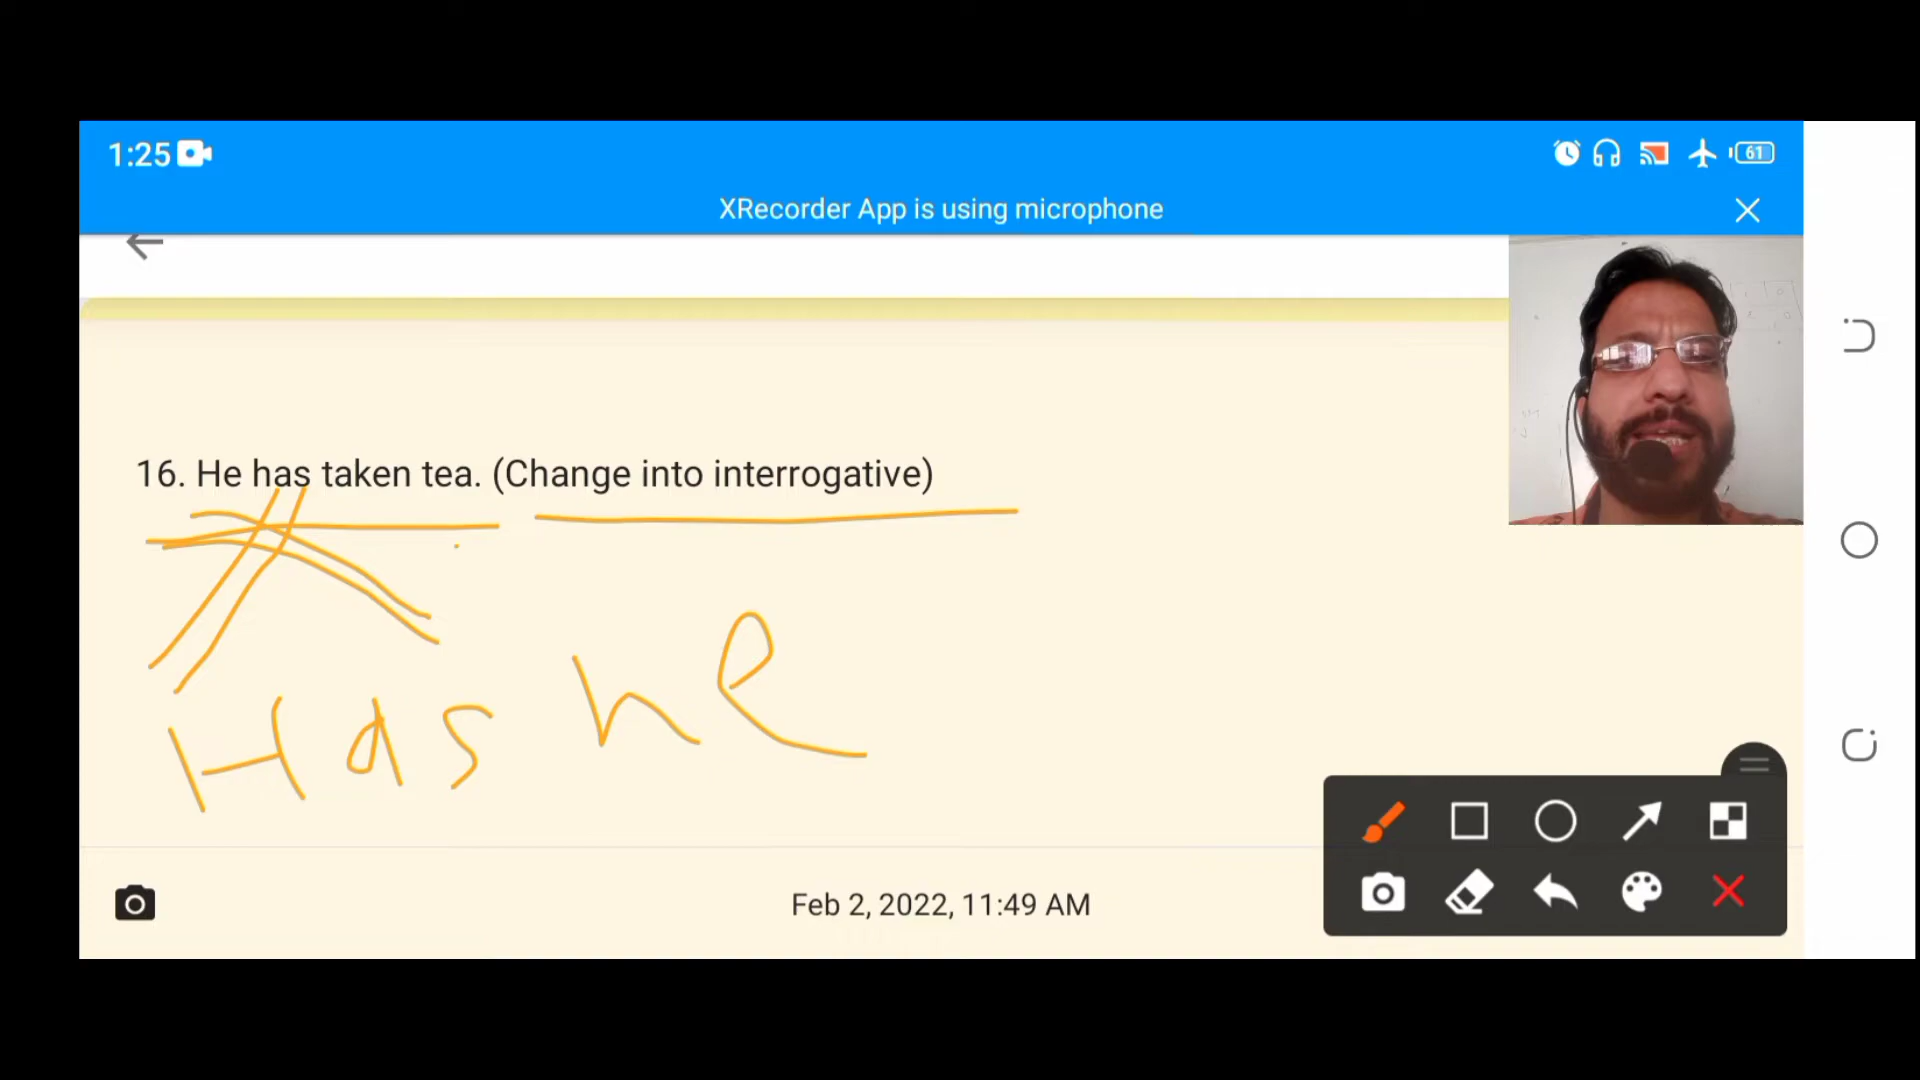 1:25
61
XRecorder App is using microphone
16. He has taken tea. (Change into interrogative)
Has he
Feb 2, 2022, 11:49 AM